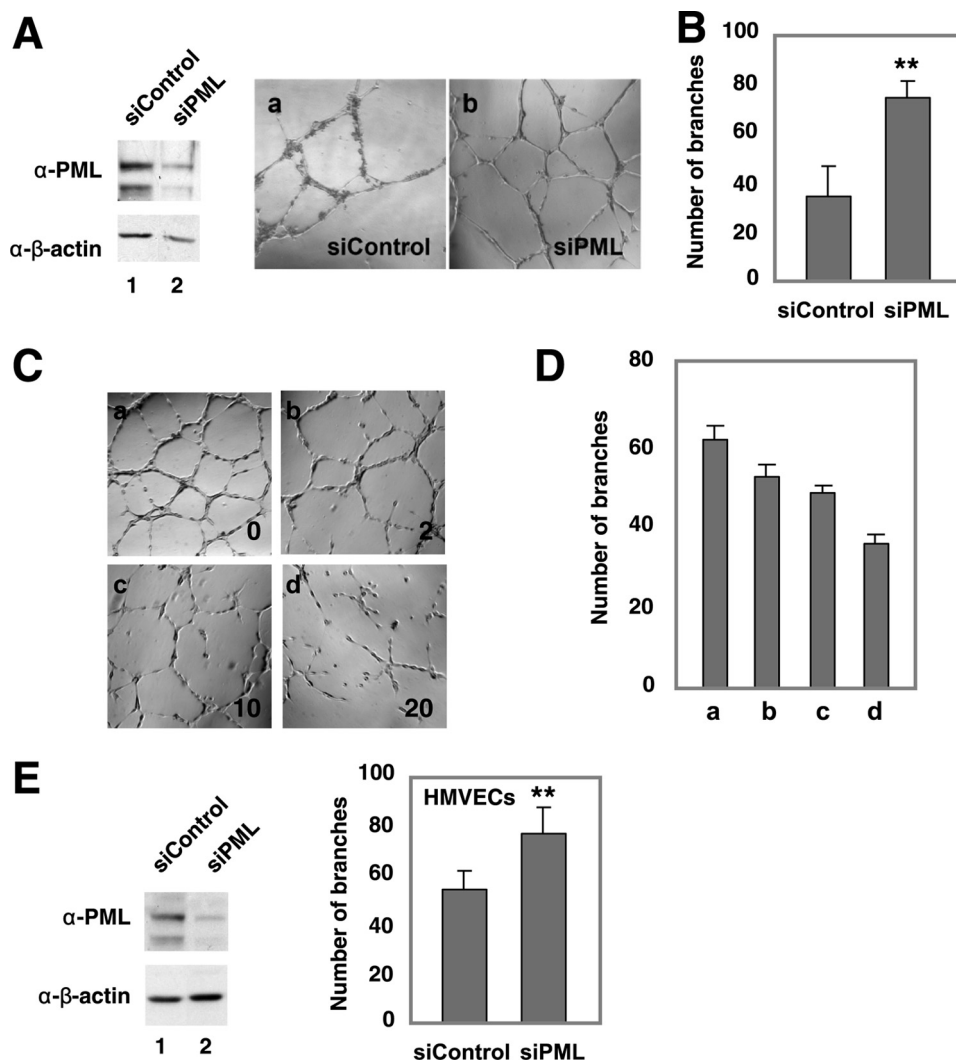 A
siControl
siPML
α-PML
α-β-actin
1 2
a
siControl
b
siPML
B
Number of branches
100
80
60
40
20
0
**
siControl siPML
C
a
0
b
2
c
10
d
20
D
Number of branches
80
60
40
20
0
a b c d
E
siControl
siPML
α-PML
α-β-actin
1 2
Number of branches
100
80
60
40
20
0
HMVECs
**
siControl siPML